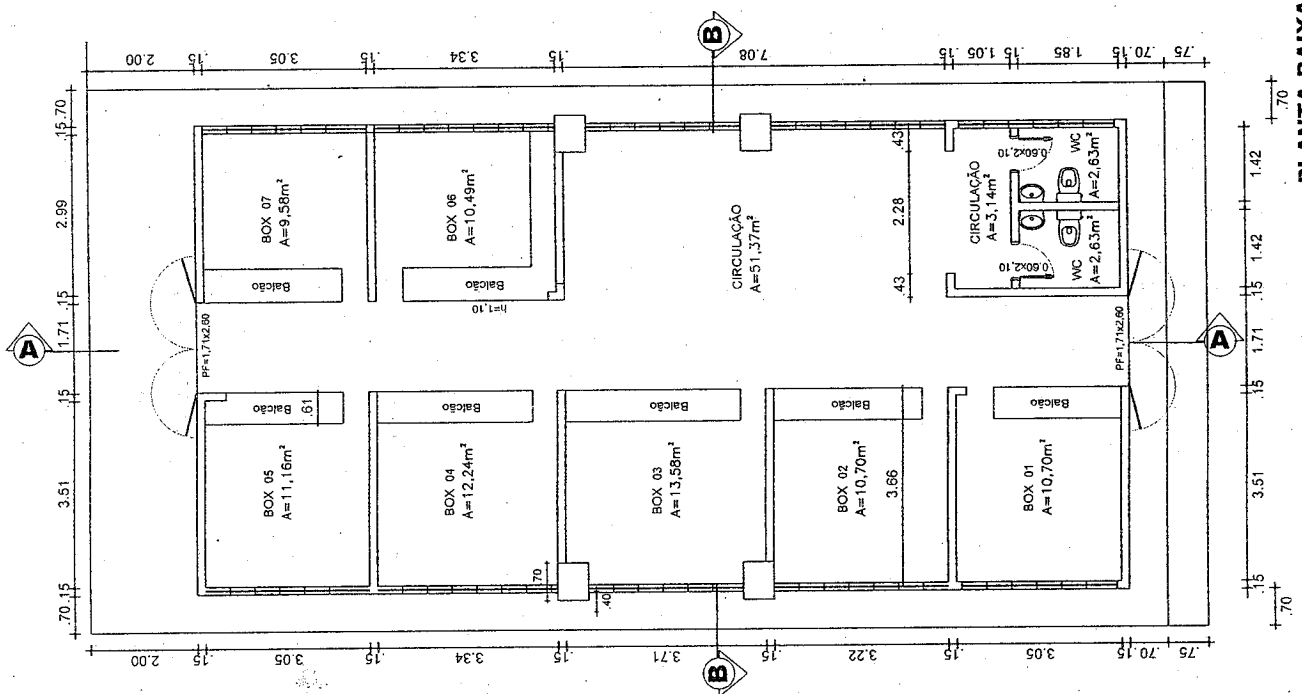 2.00
.15
3.05
.15
3.34
.15
7.08
.15
1.05
.15
1.85
.15
.70
.75
B
.70
.15
2.99
.15
1.71
.15
3.51
.15
.70
A
BOX 07
A=9,58m²
Balcão
BOX 06
A=10,49m²
Balcão
h=1,10
CIRCULAÇÃO
A=51,37m²
.43
2.28
.43
CIRCULAÇÃO
A=3,14m²
0.60x2,10
WC
A=2,63m²
0.60x2,10
WC
A=2,63m²
PF=1,71x2,60
PF=1,71x2,60
Balcão
.61
BOX 05
A=11,16m²
Balcão
BOX 04
A=12,24m²
Balcão
BOX 03
A=13,58m²
Balcão
BOX 02
A=10,70m²
3.66
Balcão
BOX 01
A=10,70m²
.70
.40
.70
1.42
1.42
.15
1.71
.15
3.51
.15
.70
A
2.00
.15
3.05
.15
3.34
.15
3.71
.15
3.22
.15
3.05
.15
.70
.75
B
PLANTA BAIXA